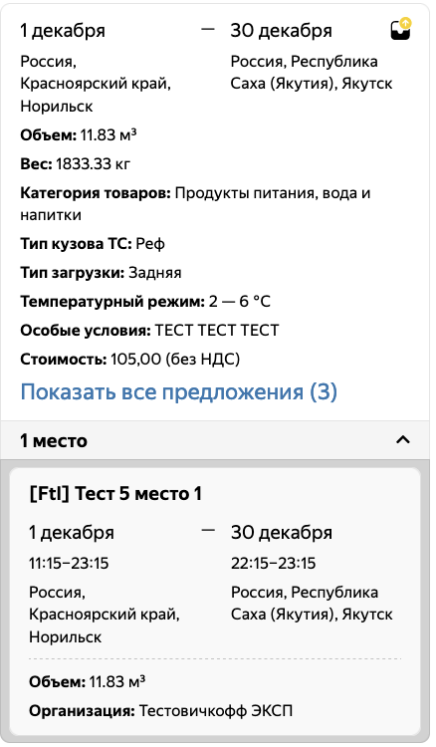 1 декабря — 30 декабря
Россия, Россия, Республика
Красноярский край, Саха (Якутия), Якутск
Норильск
Объем: 11.83 м³
Вес: 1833.33 кг
Категория товаров: Продукты питания, вода и
напитки
Тип кузова ТС: Реф
Тип загрузки: Задняя
Температурный режим: 2 — 6 °C
Особые условия: ТЕСТ ТЕСТ ТЕСТ
Стоимость: 105,00 (без НДС)
Показать все предложения (3)
1 место
[Ftl] Тест 5 место 1
1 декабря — 30 декабря
11:15–23:15 22:15–23:15
Россия, Россия, Республика
Красноярский край, Саха (Якутия), Якутск
Норильск
Объем: 11.83 м³
Организация: Тестовичкофф ЭКСП